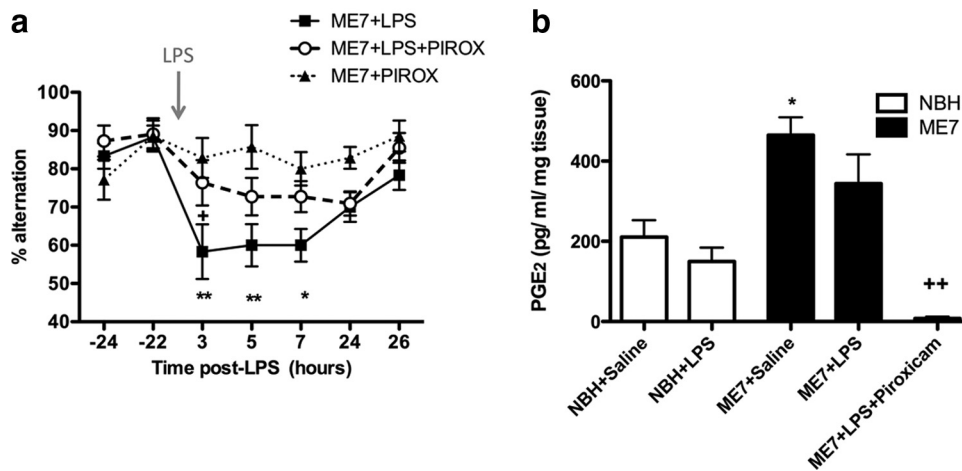 a
LPS
ME7+LPS
ME7+LPS+PIROX
ME7+PIROX
% alternation
100
90
80
70
60
50
40
+
** ** *
-24 -22 3 5 7 24 26
Time post-LPS (hours)
b
PGE2 (pg/ ml/ mg tissue)
600
400
200
0
*
++
NBH
ME7
NBH+Saline
NBH+LPS
ME7+Saline
ME7+LPS
ME7+LPS+Piroxicam